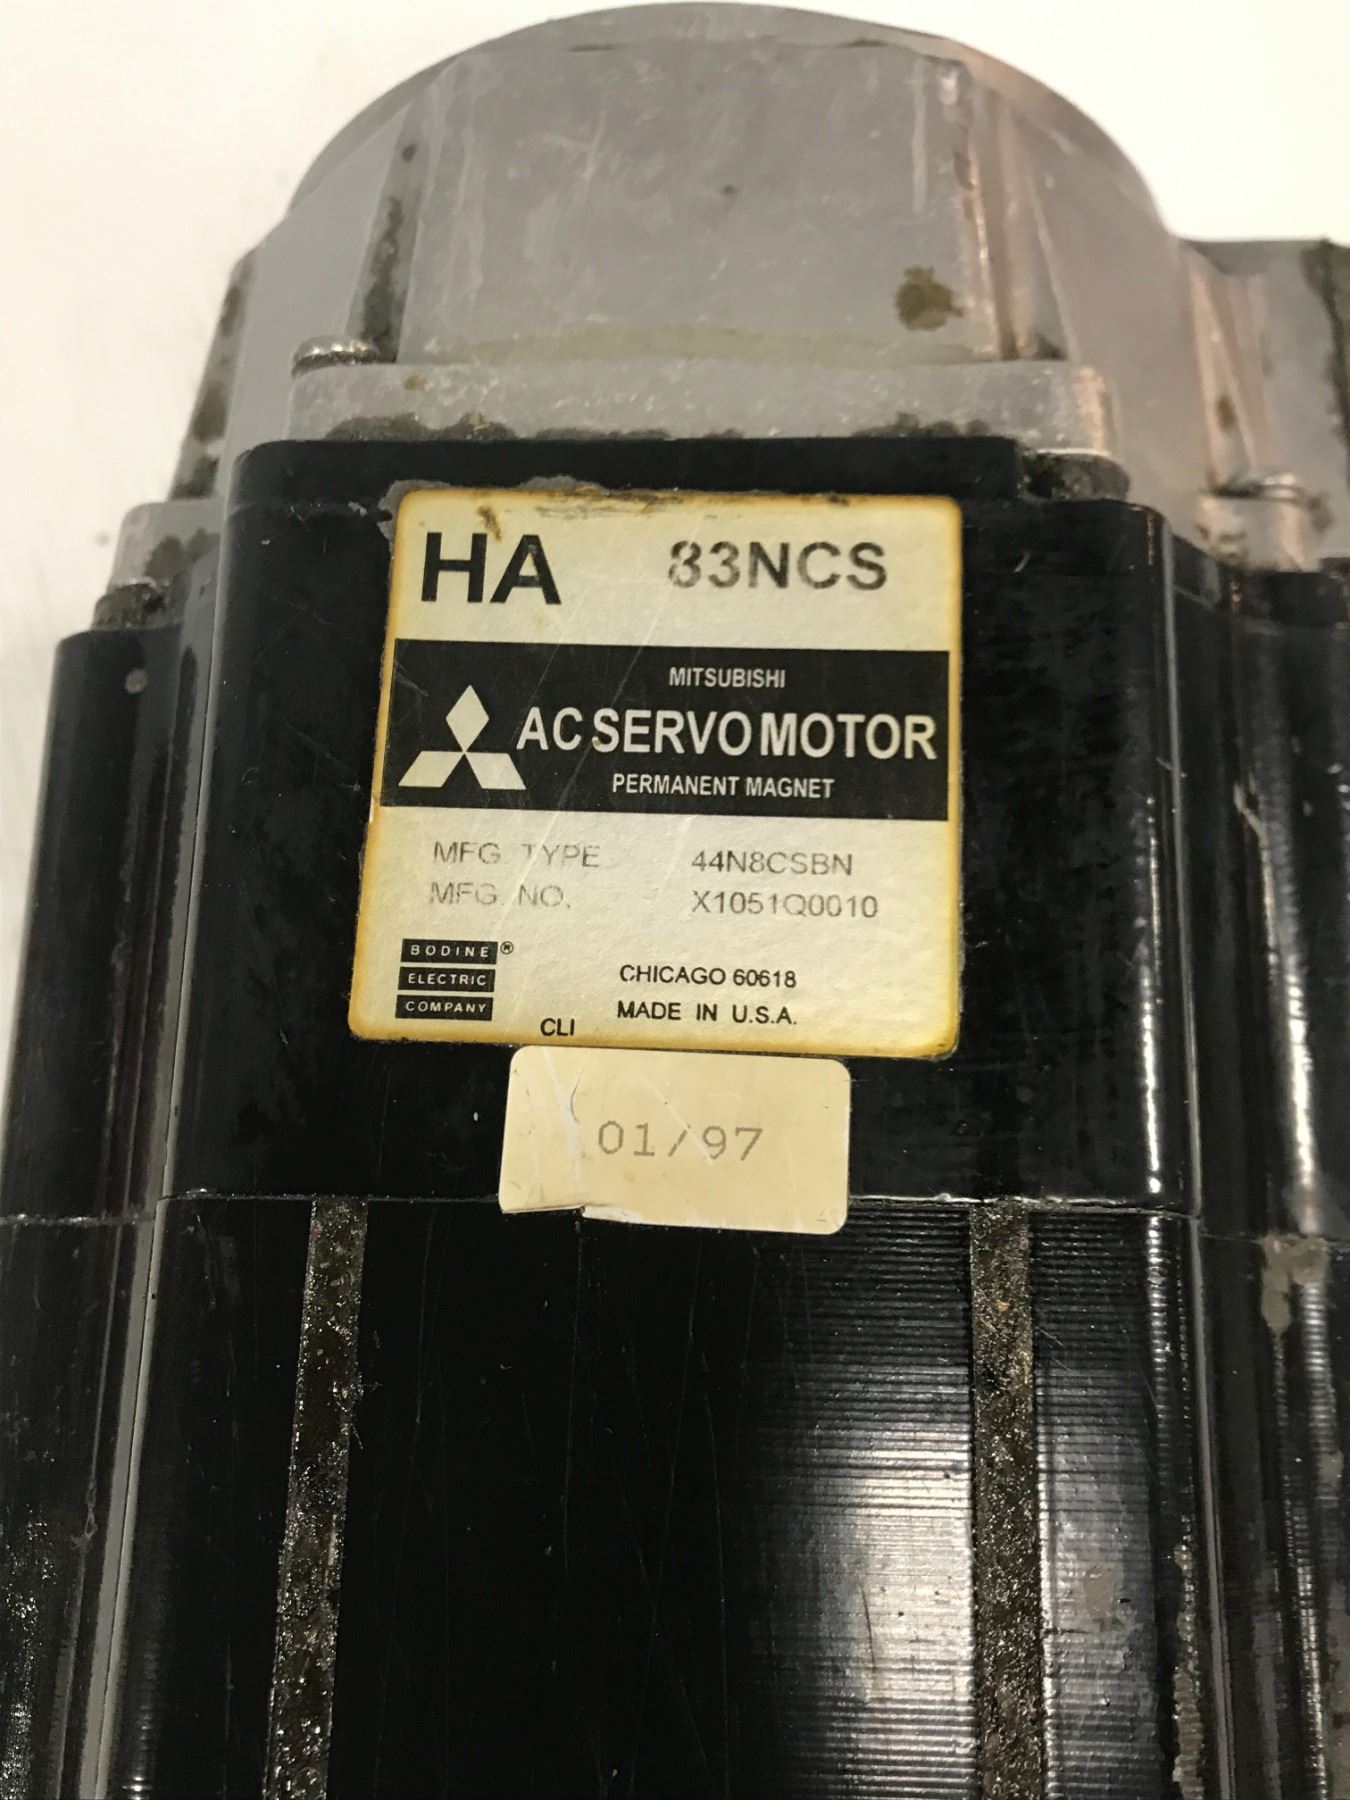 HA 83NCS
MITSUBISHI
AC SERVO MOTOR
PERMANENT MAGNET
MFG. TYPE 44N8CSBN
MFG. NO. X1051Q0010
BODINE®
ELECTRIC
COMPANY
CHICAGO 60618
MADE IN U.S.A.
CLI
01/97